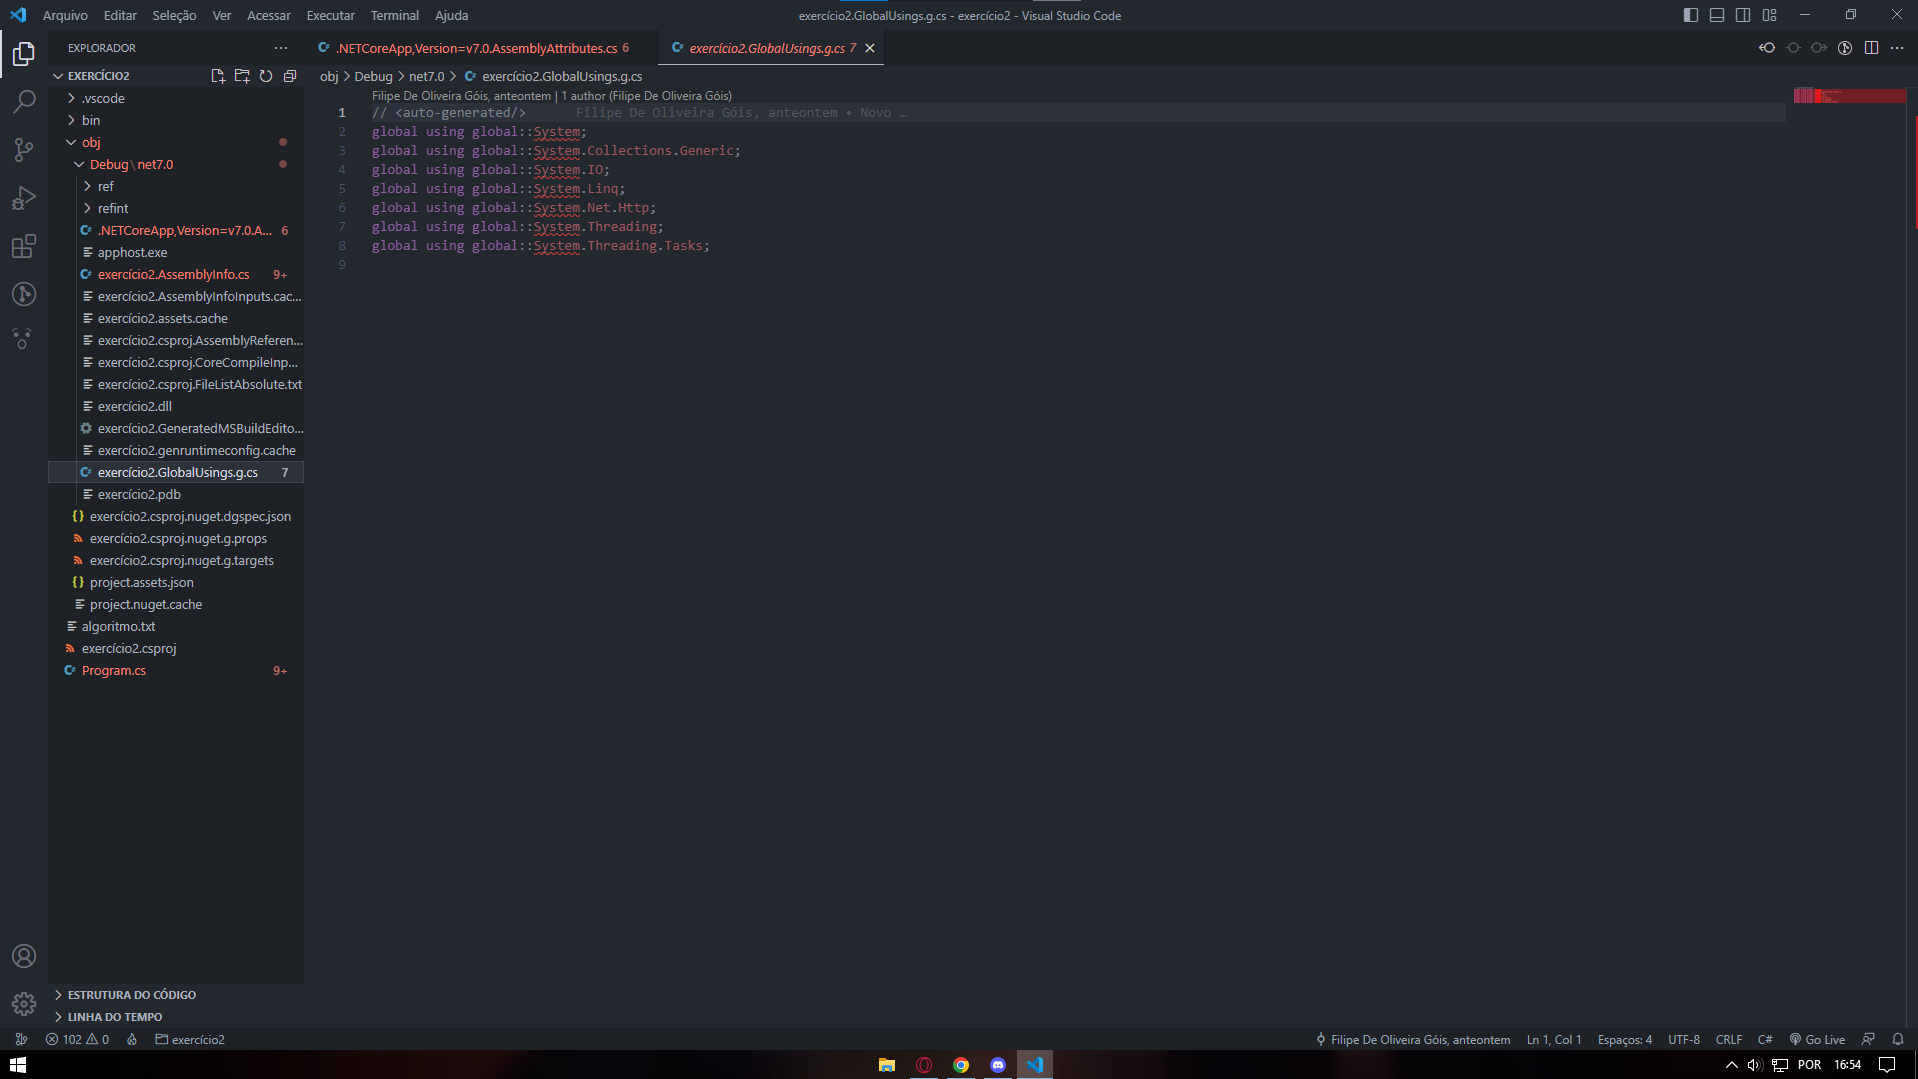 Arquivo Editar Seleção Ver Acessar Executar Terminal Ajuda
exercício2.GlobalUsings.g.cs - exercício2 - Visual Studio Code
EXPLORADOR
.NETCoreApp,Version=v7.0.AssemblyAttributes.cs 6
exercício2.GlobalUsings.g.cs 7
EXERCÍCIO2
obj > Debug > net7.0 > exercício2.GlobalUsings.g.cs
.vscode
bin
obj
Debug\net7.0
ref
refint
.NETCoreApp,Version=v7.0.A... 6
apphost.exe
exercício2.AssemblyInfo.cs 9+
exercício2.AssemblyInfoInputs.cac...
exercício2.assets.cache
exercício2.csproj.AssemblyReferen...
exercício2.csproj.CoreCompileInp...
exercício2.csproj.FileListAbsolute.txt
exercício2.dll
exercício2.GeneratedMSBuildEdito...
exercício2.genruntimeconfig.cache
exercício2.GlobalUsings.g.cs 7
exercício2.pdb
exercício2.csproj.nuget.dgspec.json
exercício2.csproj.nuget.g.props
exercício2.csproj.nuget.g.targets
project.assets.json
project.nuget.cache
algoritmo.txt
exercício2.csproj
Program.cs 9+
ESTRUTURA DO CÓDIGO
LINHA DO TEMPO
Filipe De Oliveira Góis, anteontem | 1 author (Filipe De Oliveira Góis)
1 // <auto-generated/> Filipe De Oliveira Góis, anteontem • Novo …
2 global using global::System;
3 global using global::System.Collections.Generic;
4 global using global::System.IO;
5 global using global::System.Linq;
6 global using global::System.Net.Http;
7 global using global::System.Threading;
8 global using global::System.Threading.Tasks;
9
102 0 exercício2
Filipe De Oliveira Góis, anteontem Ln 1, Col 1 Espaços: 4 UTF-8 CRLF C# Go Live
POR 16:54